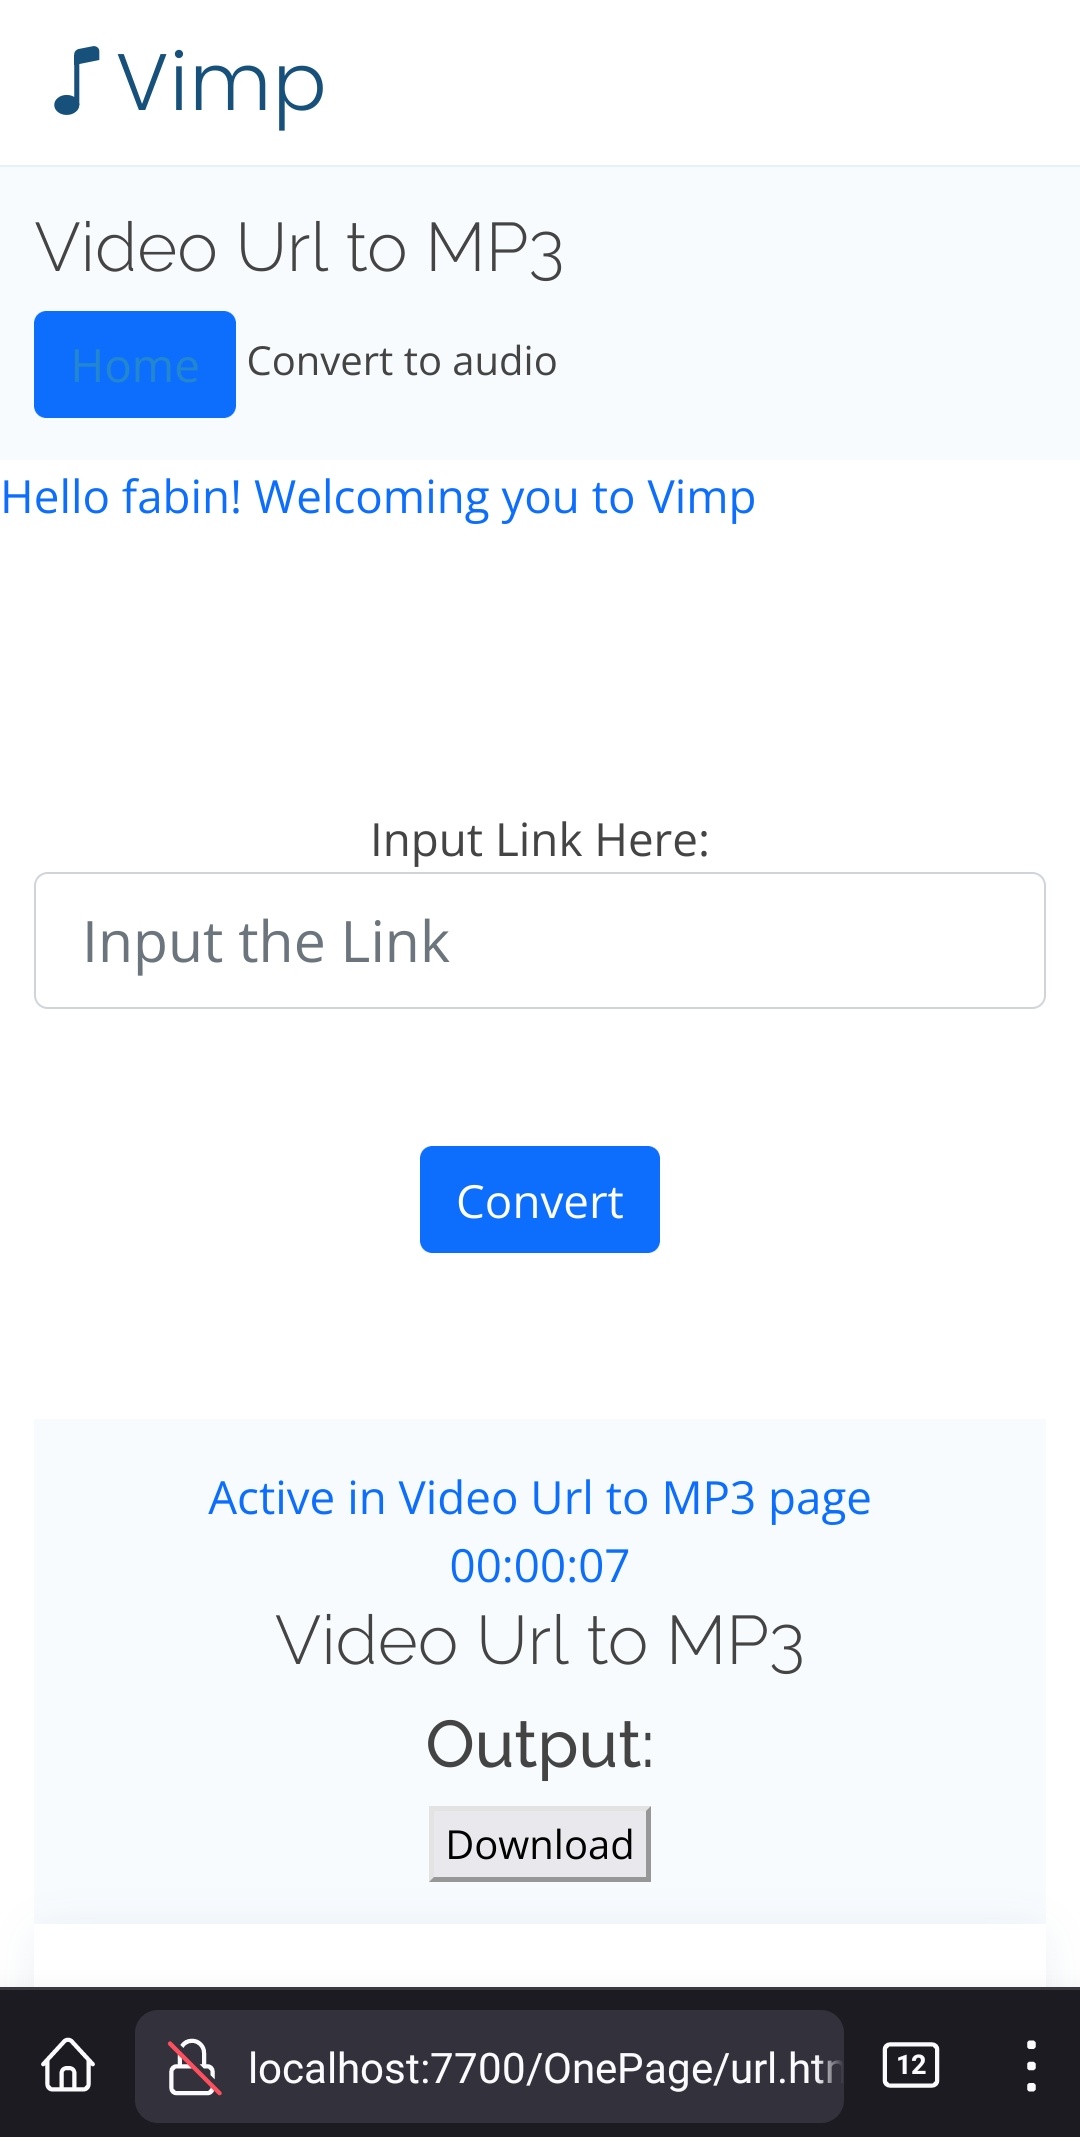 Vimp
Video Url to MP3
Home Convert to audio
Hello fabin! Welcoming you to Vimp
Input Link Here:
Input the Link
Convert
Active in Video Url to MP3 page
00:00:07
Video Url to MP3
Output:
Download
localhost:7700/OnePage/url.htm
12